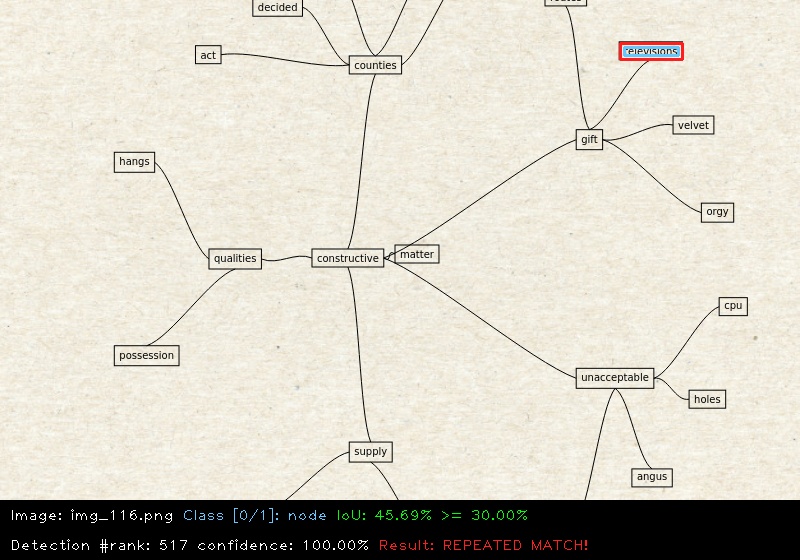 decided
act
counties
televisions
gift
velvet
hangs
orgy
qualities
constructive
matter
cpu
possession
unacceptable
holes
supply
angus
Image: img_116.png Class [0/1]: node IoU: 45.69% >= 30.00%
Detection #rank: 517 confidence: 100.00% Result: REPEATED MATCH!